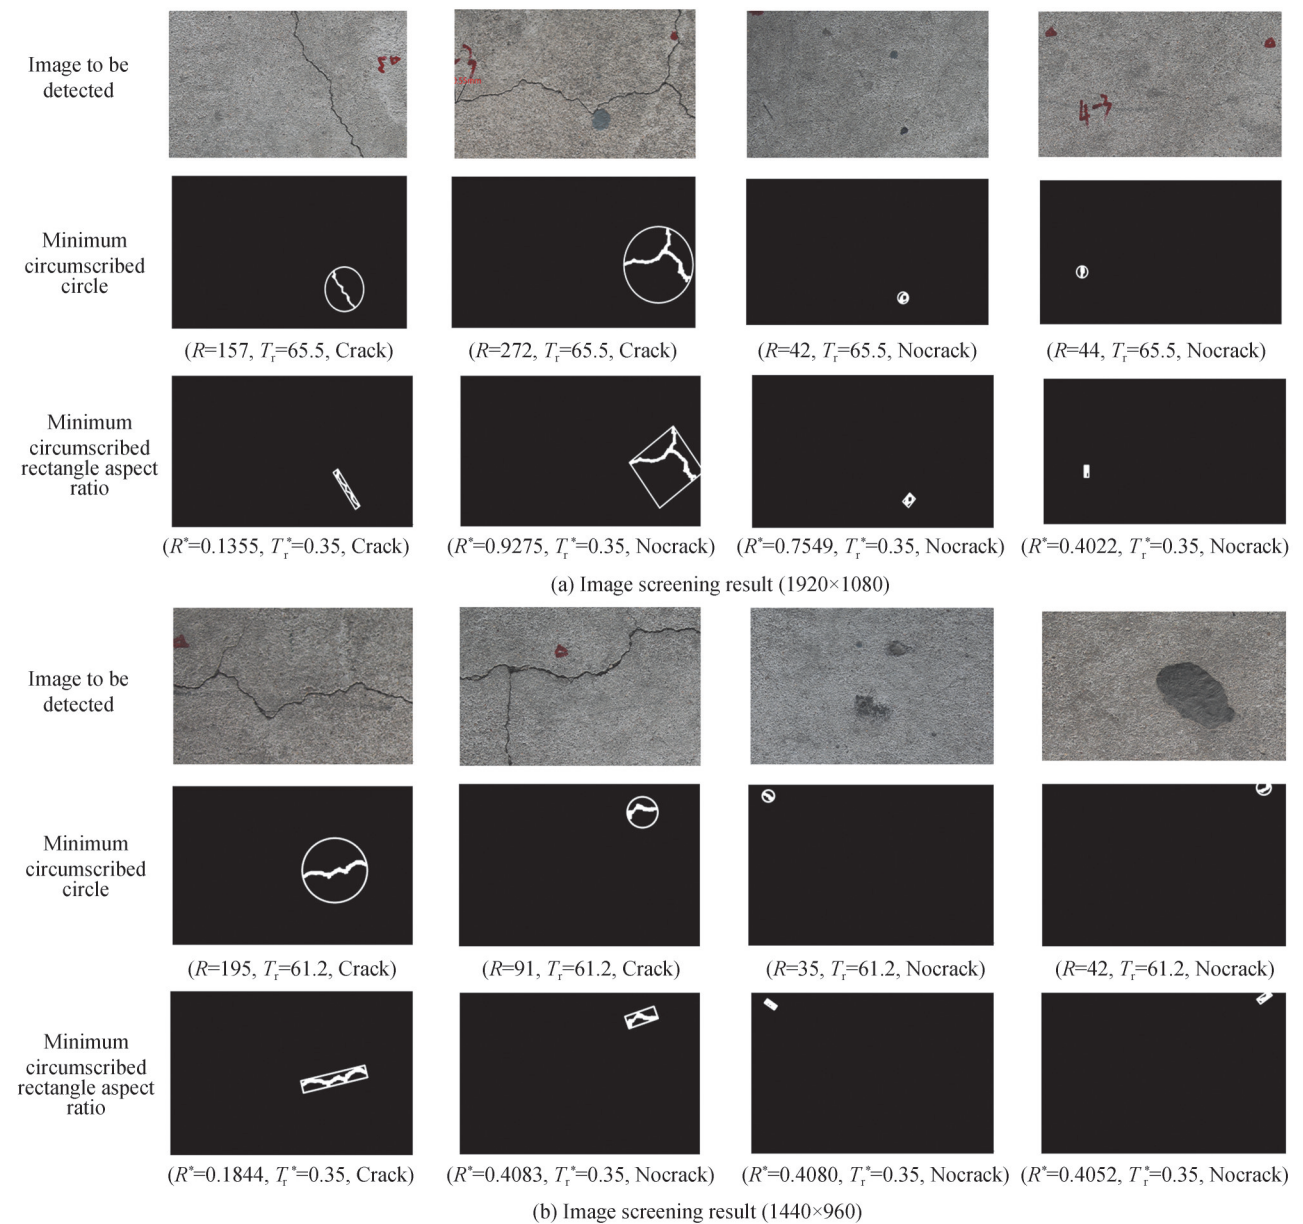 Image to be
detected
Minimum
circumscribed
circle
(R=157, Tr=65.5, Crack)
(R=272, Tr=65.5, Crack)
(R=42, Tr=65.5, Nocrack)
(R=44, Tr=65.5, Nocrack)
Minimum
circumscribed
rectangle aspect
ratio
(R*=0.1355, Tr*=0.35, Crack)
(R*=0.9275, Tr*=0.35, Nocrack)
(R*=0.7549, Tr*=0.35, Nocrack)
(R*=0.4022, Tr*=0.35, Nocrack)
(a) Image screening result (1920×1080)
4-3
Image to be
detected
Minimum
circumscribed
circle
(R=195, Tr=61.2, Crack)
(R=91, Tr=61.2, Crack)
(R=35, Tr=61.2, Nocrack)
(R=42, Tr=61.2, Nocrack)
Minimum
circumscribed
rectangle aspect
ratio
(R*=0.1844, Tr*=0.35, Crack)
(R*=0.4083, Tr*=0.35, Nocrack)
(R*=0.4080, Tr*=0.35, Nocrack)
(R*=0.4052, Tr*=0.35, Nocrack)
(b) Image screening result (1440×960)